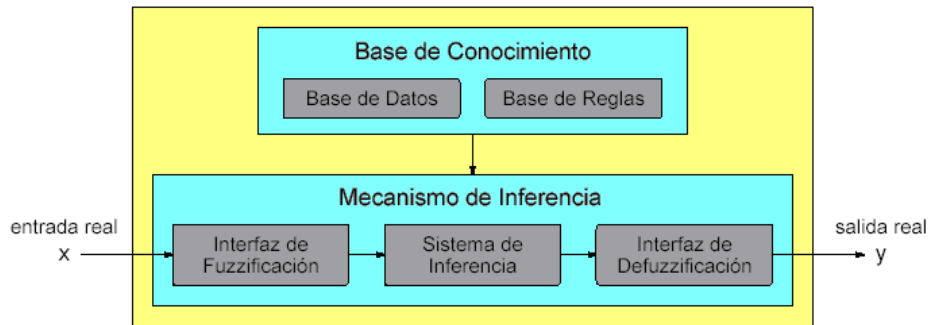 Base de Conocimiento
Base de Datos
Base de Reglas
Mecanismo de Inferencia
entrada real
x
Interfaz de
Fuzzificación
Sistema de
Inferencia
Interfaz de
Defuzzificación
salida real
y